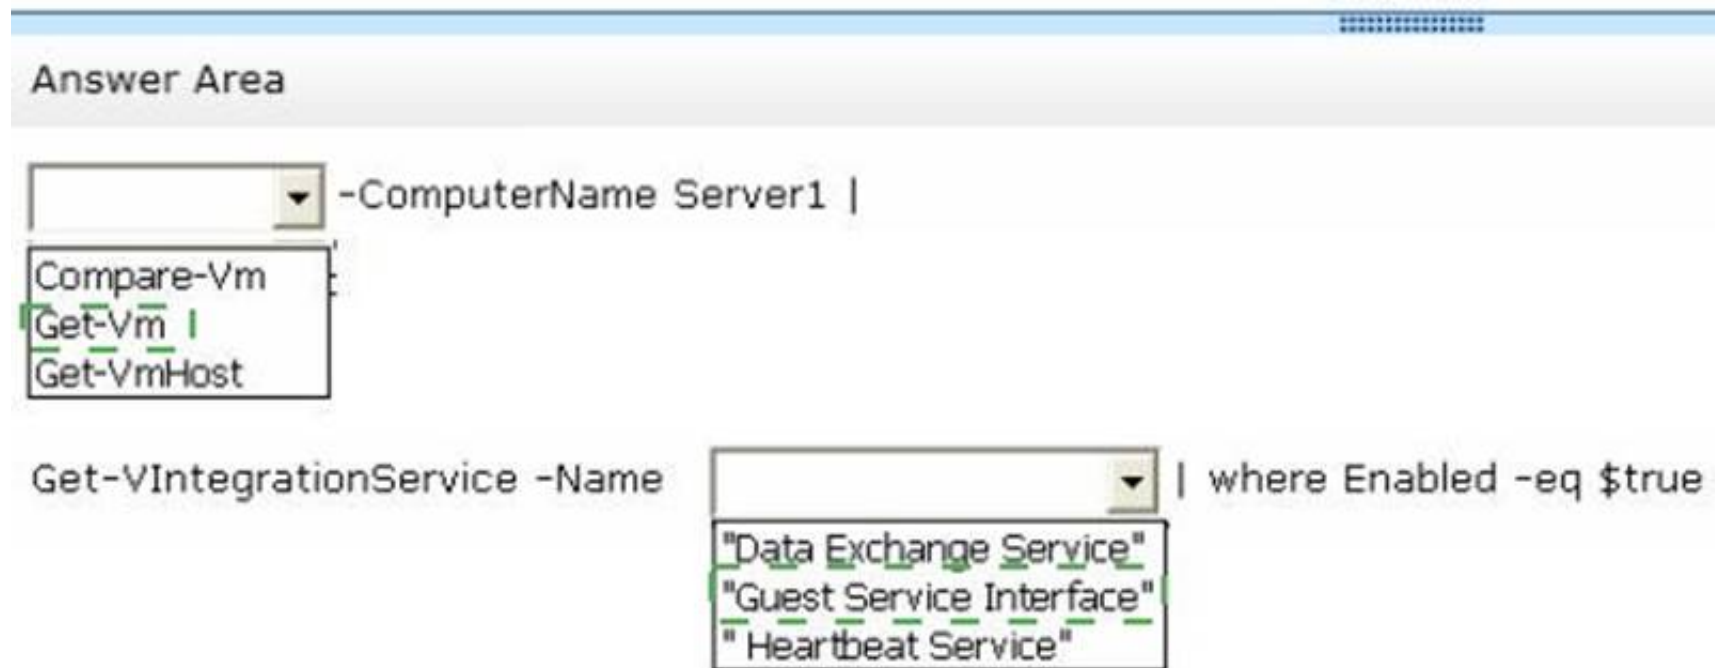 Answer Area
-ComputerName Server1 |
Compare-Vm
Get-Vm
Get-VmHost
Get-VIntegrationService -Name | where Enabled -eq $true
"Data Exchange Service"
"Guest Service Interface"
" Heartbeat Service"